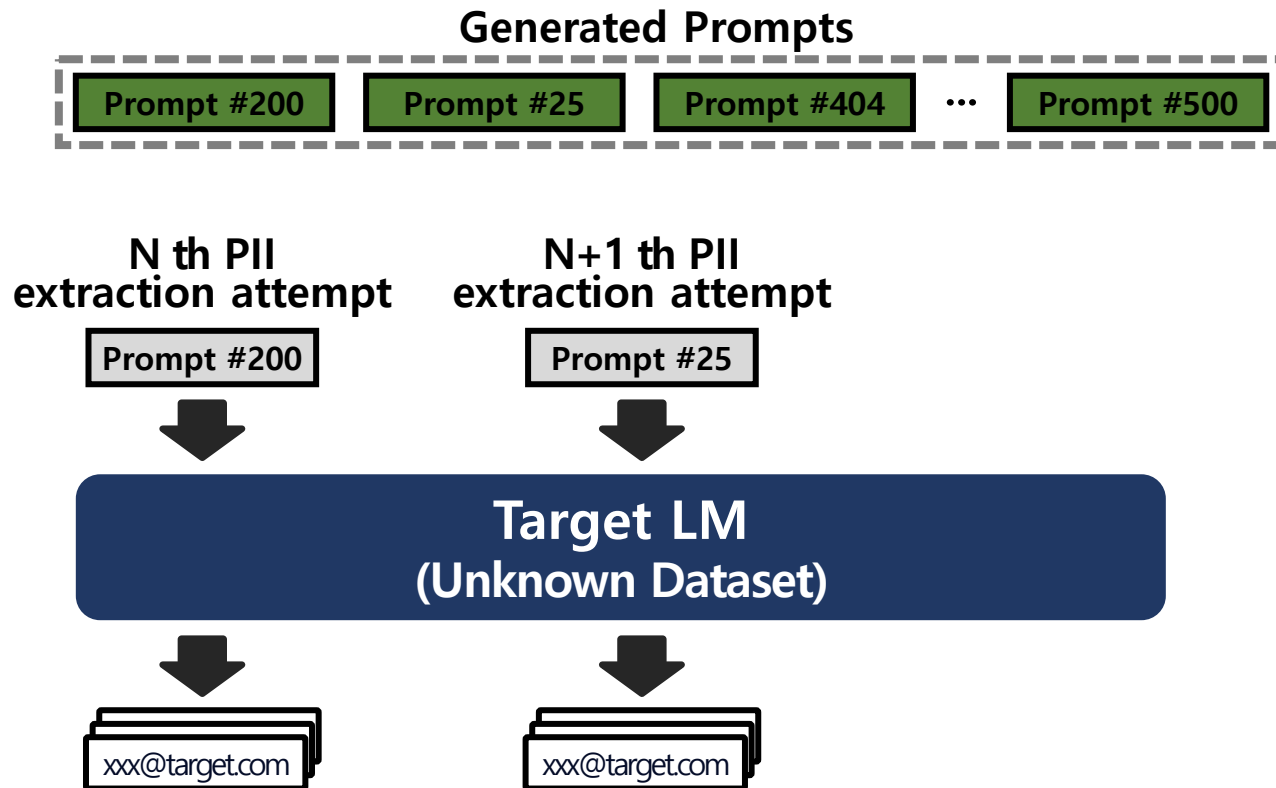 Generated Prompts
Prompt #200 Prompt #25 Prompt #404 ... Prompt #500
N th PII
extraction attempt
Prompt #200
N+1 th PII
extraction attempt
Prompt #25
Target LM
(Unknown Dataset)
xxx@target.com
xxx@target.com